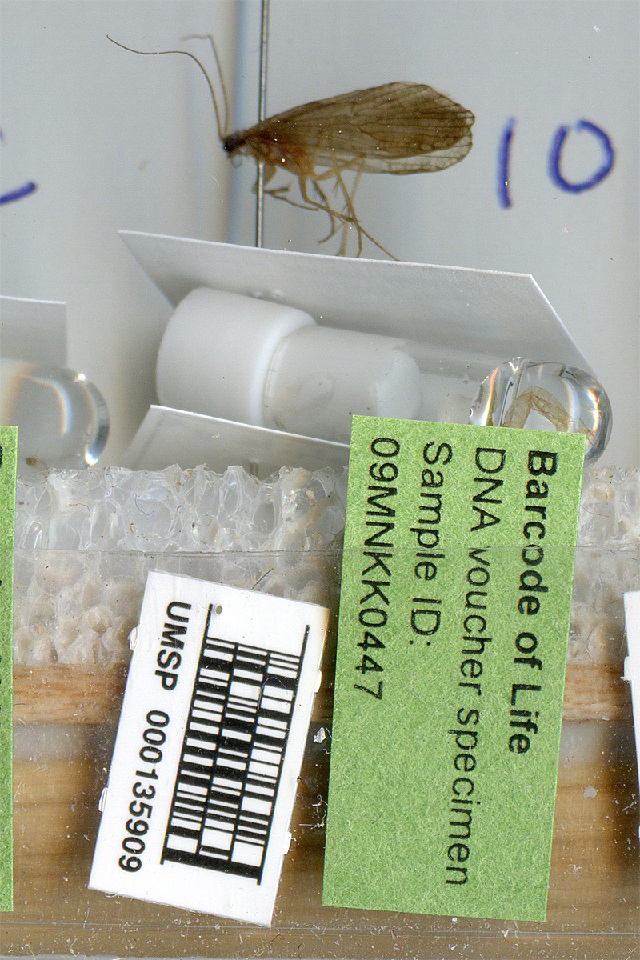 10
Barcode of Life
DNA voucher specimen
Sample ID:
09MNKK0447
UMSP 000135909